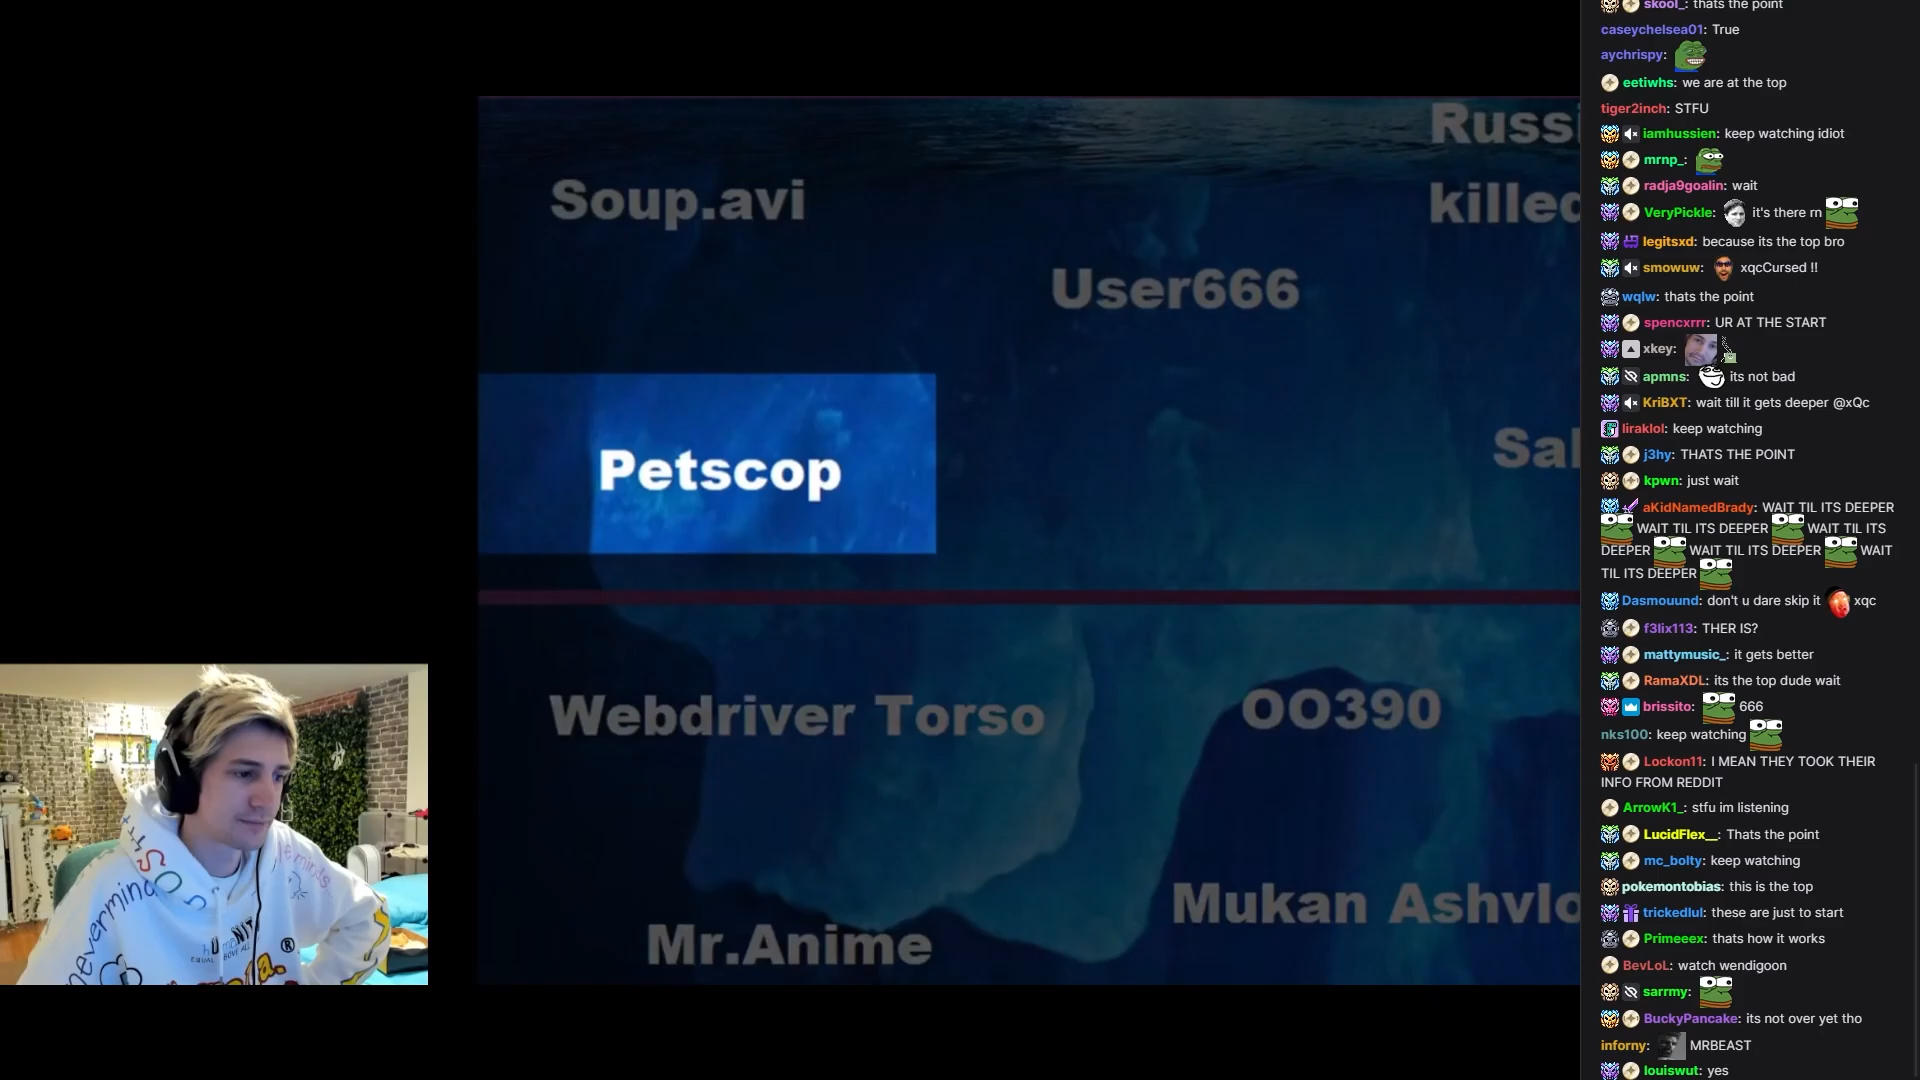 Soup.avi
Russi
killed
User666
Petscop
Sal
Webdriver Torso
OO390
Mukan Ashvlo
Mr.Anime
skool_: thats the point
caseychelsea01: True
aychrispy:
eetiwhs: we are at the top
tiger2inch: STFU
iamhussien: keep watching idiot
mrnp_:
radja9goalin: wait
VeryPickle: it's there rn
legitsxd: because its the top bro
smowuw: xqcCursed !!
wqlw: thats the point
spencxrrr: UR AT THE START
xkey:
apmns: its not bad
KriBXT: wait till it gets deeper @xQc
liraklol: keep watching
j3hy: THATS THE POINT
kpwn: just wait
aKidNamedBrady: WAIT TIL ITS DEEPER
WAIT TIL ITS DEEPER WAIT TIL ITS
DEEPER WAIT TIL ITS DEEPER WAIT
TIL ITS DEEPER
Dasmouund: don't u dare skip it xqc
f3lix113: THER IS?
mattymusic_: it gets better
RamaXDL: its the top dude wait
brissito: 666
nks100: keep watching
Lockon11: I MEAN THEY TOOK THEIR
INFO FROM REDDIT
ArrowK1_: stfu im listening
LucidFlex__: Thats the point
mc_bolty: keep watching
pokemontobias: this is the top
trickedlul: these are just to start
Primeeex: thats how it works
BevLoL: watch wendigoon
sarrmy:
BuckyPancake: its not over yet tho
inforny: MRBEAST
louiswut: yes
nevermind